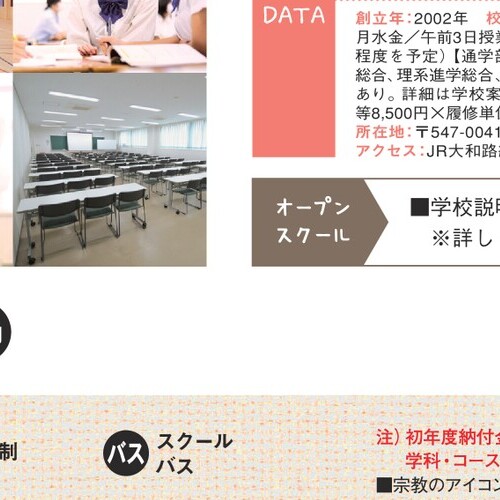 DATA
創立年：2002年　校
月水金／午前3日授業
程度を予定）【通学部
総合、理系進学総合、
あり。詳細は学校案
等8,500円×履修単
所在地：〒547-0041
アクセス：JR大和路
オープン
スクール
■学校説明
※詳し
制
バス
スクール
バス
注）初年度納付金
学科・コース
■宗教のアイコン